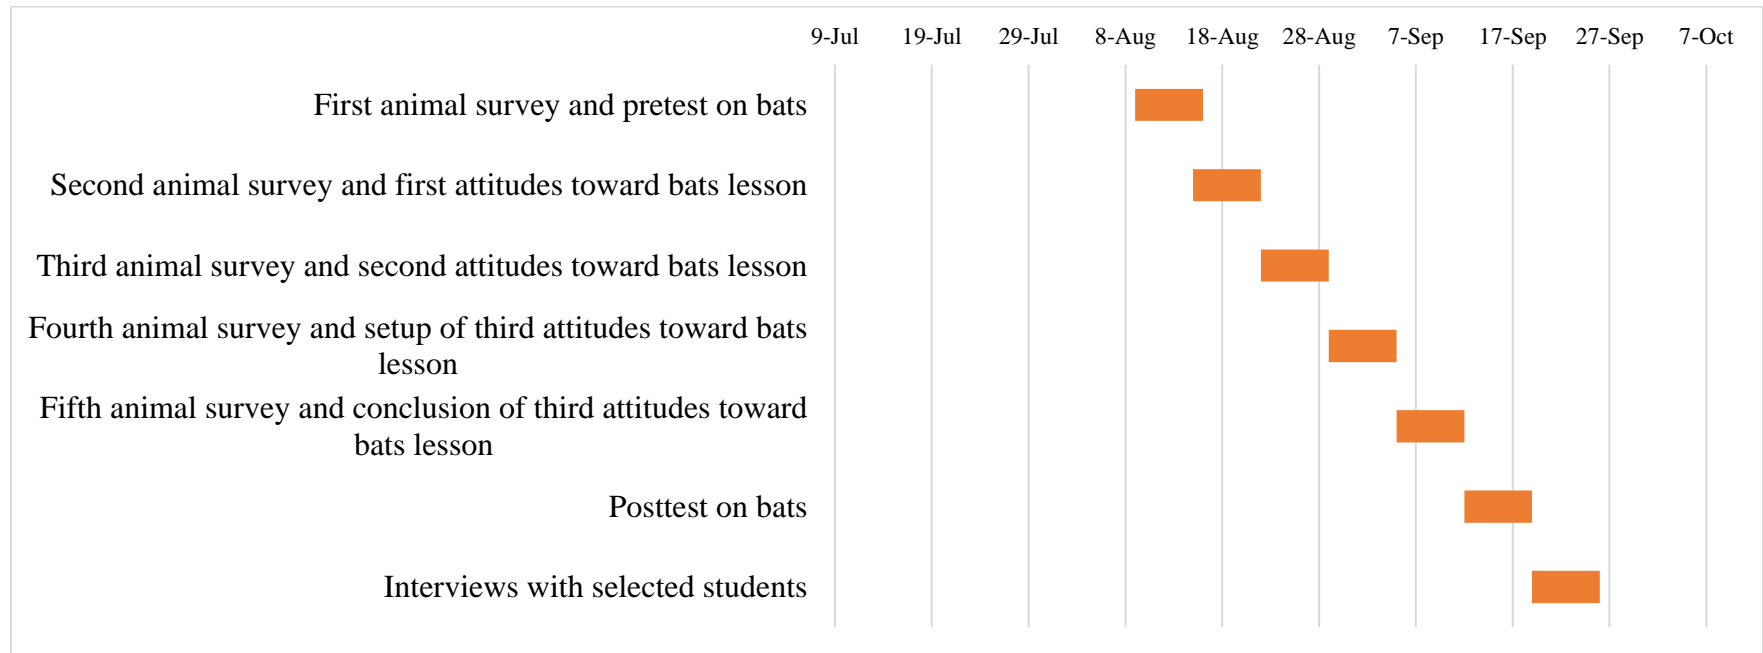 9-Jul 19-Jul 29-Jul 8-Aug 18-Aug 28-Aug 7-Sep 17-Sep 27-Sep 7-Oct
First animal survey and pretest on bats
Second animal survey and first attitudes toward bats lesson
Third animal survey and second attitudes toward bats lesson
Fourth animal survey and setup of third attitudes toward bats
lesson
Fifth animal survey and conclusion of third attitudes toward
bats lesson
Posttest on bats
Interviews with selected students